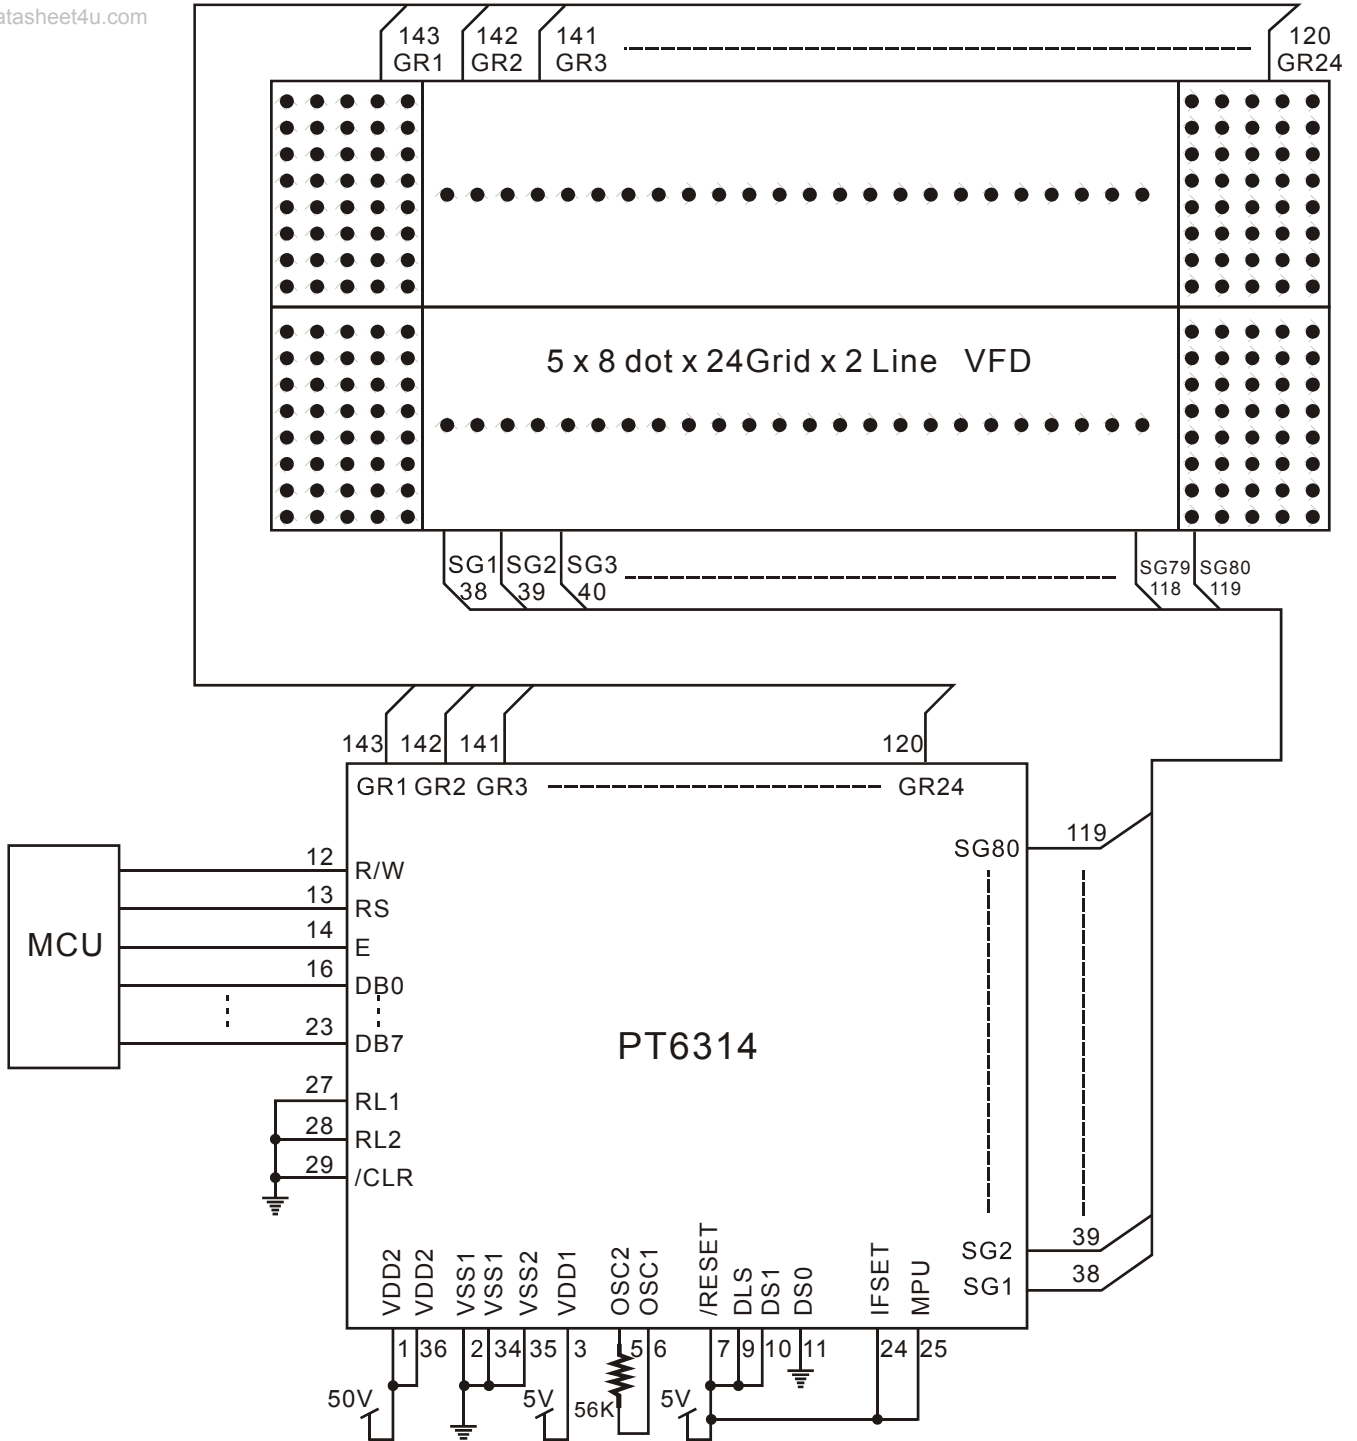 atasheet4u.com
143 142 141 120
GR1 GR2 GR3 GR24
5 x 8 dot x 24Grid x 2 Line VFD
SG1 SG2 SG3 SG79 SG80
38 39 40 118 119
143 142 141 120
GR1 GR2 GR3 GR24
119
SG80
12
R/W
13
RS
14
MCU
E
16
DB0
23
DB7
PT6314
27
RL1
28
RL2
29
/CLR
39
SG2
38
SG1
VDD2 VDD2 VSS1 VSS1 VSS2 VDD1 OSC2 OSC1 /RESET DLS DS1 DS0 IFSET MPU
1 36 2 34 35 3 5 6 7 9 10 11 24 25
50V 5V 56K 5V